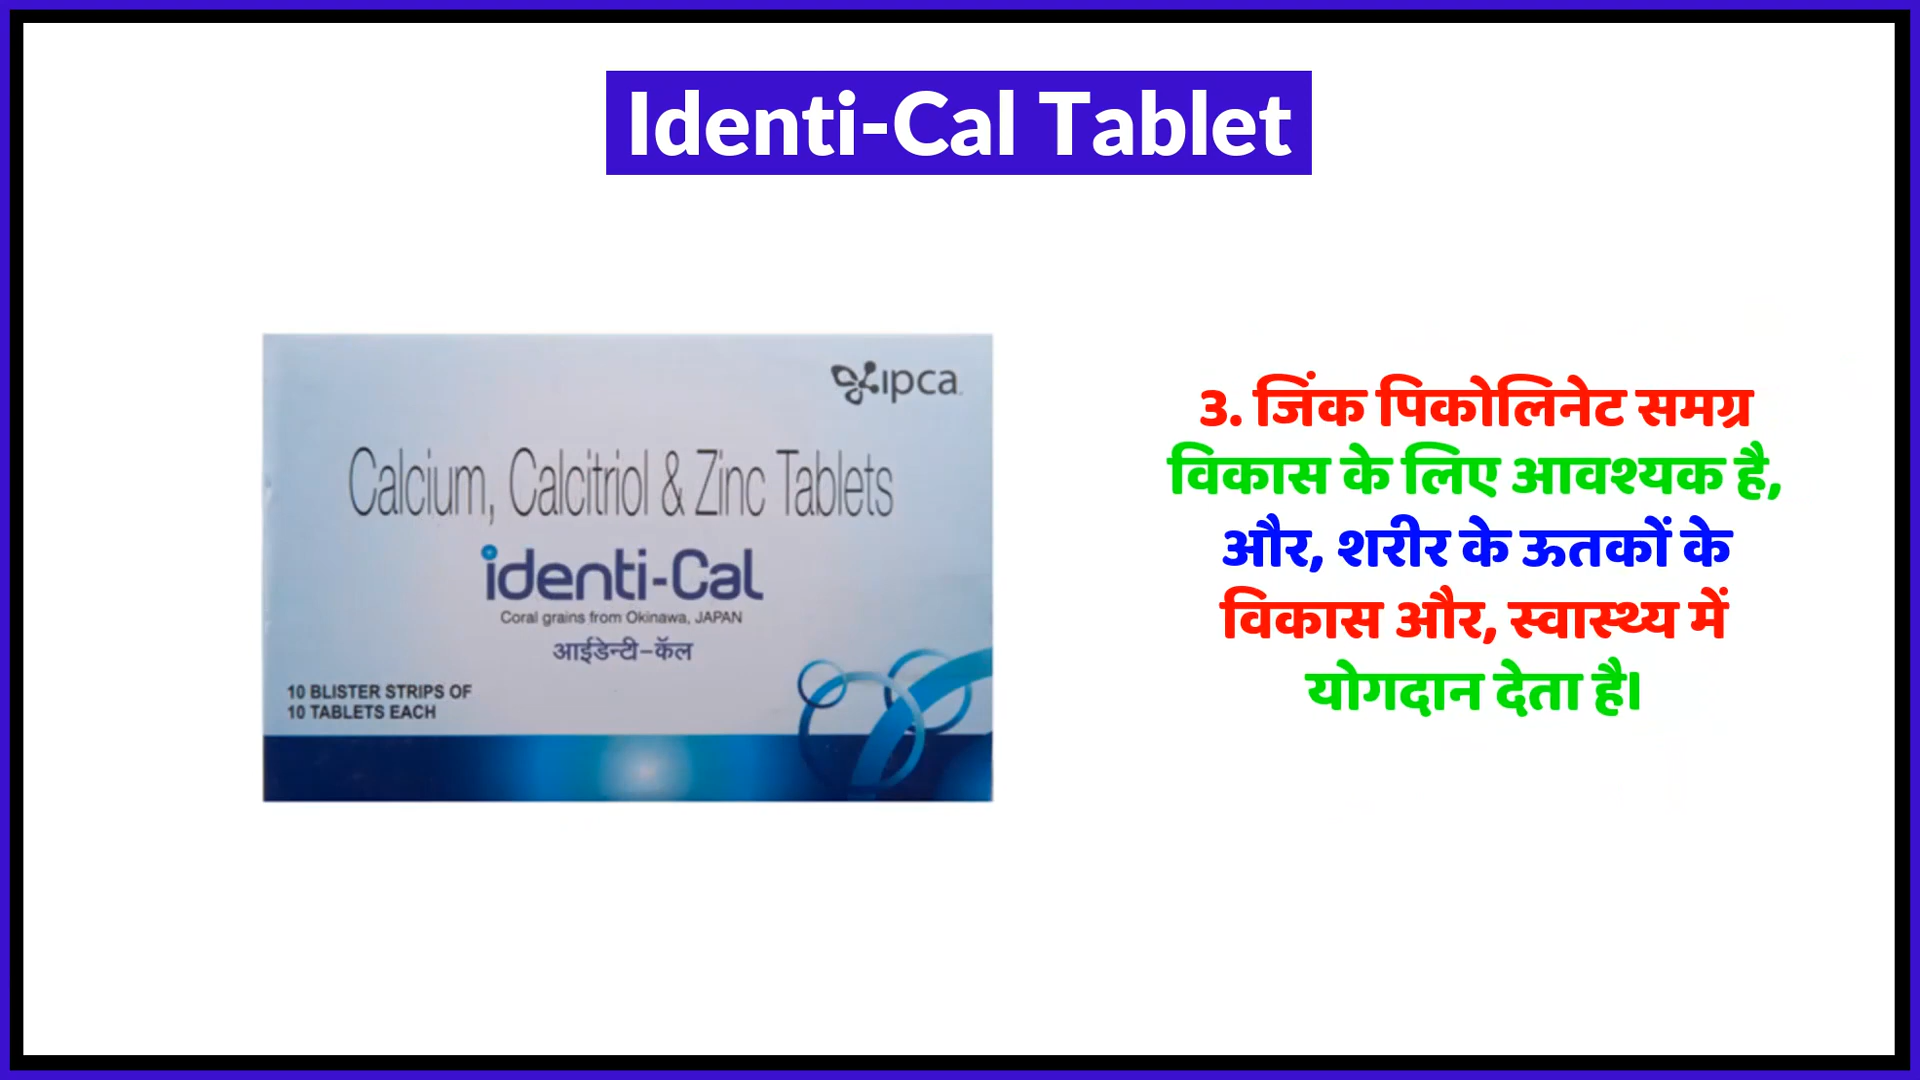 Identi-Cal Tablet
ipca
Calcium, Calcitriol & Zinc Tablets
identi-Cal
Coral grains from Okinawa, JAPAN
आईडेन्टी-कॅल
10 BLISTER STRIPS OF
10 TABLETS EACH
3. जिंक पिकोलिनेट समग्र
विकास के लिए आवश्यक है,
और, शरीर के ऊतकों के
विकास और, स्वास्थ्य में
योगदान देता है।